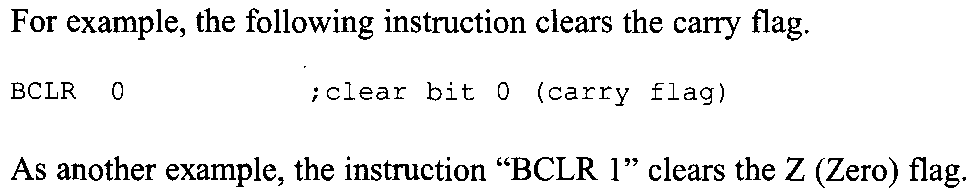 For example, the following instruction clears the carry flag.
BCLR 0 ;clear bit 0 (carry flag)
As another example, the instruction “BCLR 1” clears the Z (Zero) flag.